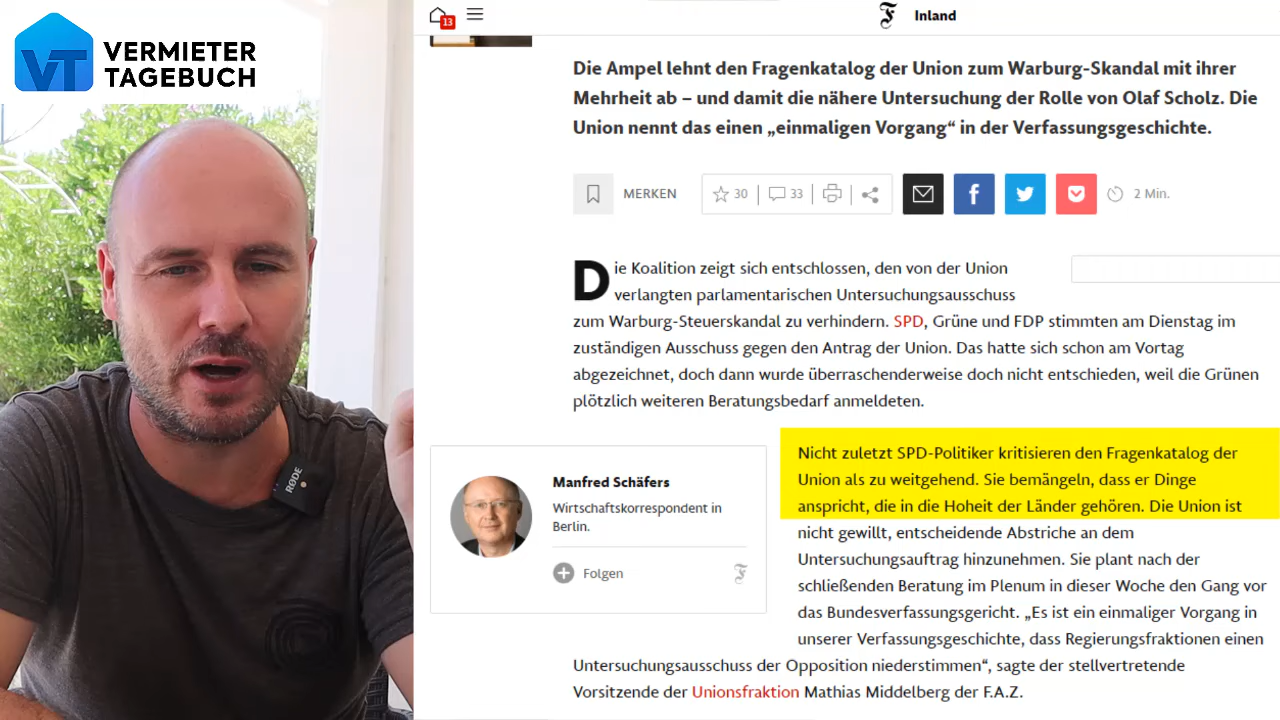 VT
VERMIETER
TAGEBUCH
13
Inland
Die Ampel lehnt den Fragenkatalog der Union zum Warburg-Skandal mit ihrer
Mehrheit ab – und damit die nähere Untersuchung der Rolle von Olaf Scholz. Die
Union nennt das einen „einmaligen Vorgang“ in der Verfassungsgeschichte.
MERKEN
30
33
2 Min.
Die Koalition zeigt sich entschlossen, den von der Union
verlangten parlamentarischen Untersuchungsausschuss
zum Warburg-Steuerskandal zu verhindern. SPD, Grüne und FDP stimmten am Dienstag im
zuständigen Ausschuss gegen den Antrag der Union. Das hatte sich schon am Vortag
abgezeichnet, doch dann wurde überraschenderweise doch nicht entschieden, weil die Grünen
plötzlich weiteren Beratungsbedarf anmeldeten.
Manfred Schäfers
Wirtschaftskorrespondent in
Berlin.
Folgen
Nicht zuletzt SPD-Politiker kritisieren den Fragenkatalog der
Union als zu weitgehend. Sie bemängeln, dass er Dinge
anspricht, die in die Hoheit der Länder gehören. Die Union ist
nicht gewillt, entscheidende Abstriche an dem
Untersuchungsauftrag hinzunehmen. Sie plant nach der
schließenden Beratung im Plenum in dieser Woche den Gang vor
das Bundesverfassungsgericht. „Es ist ein einmaliger Vorgang in
unserer Verfassungsgeschichte, dass Regierungsfraktionen einen
Untersuchungsausschuss der Opposition niederstimmen“, sagte der stellvertretende
Vorsitzende der Unionsfraktion Mathias Middelberg der F.A.Z.
RØDE